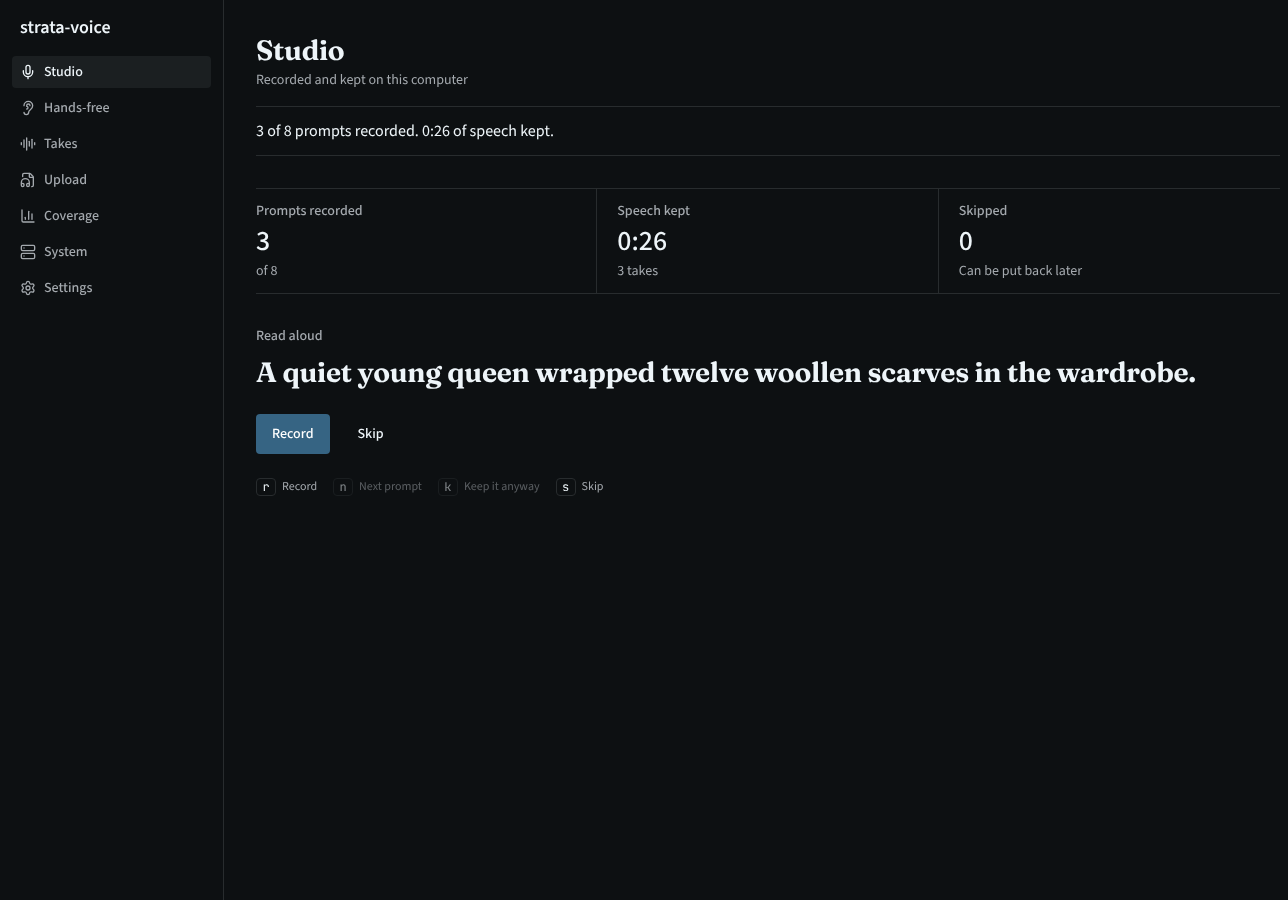 strata-voice
Studio
Hands-free
Takes
Upload
Coverage
System
Settings
Studio
Recorded and kept on this computer
3 of 8 prompts recorded. 0:26 of speech kept.
Prompts recorded
3
of 8
Speech kept
0:26
3 takes
Skipped
0
Can be put back later
Read aloud
A quiet young queen wrapped twelve woollen scarves in the wardrobe.
Record Skip
r Record n Next prompt k Keep it anyway s Skip